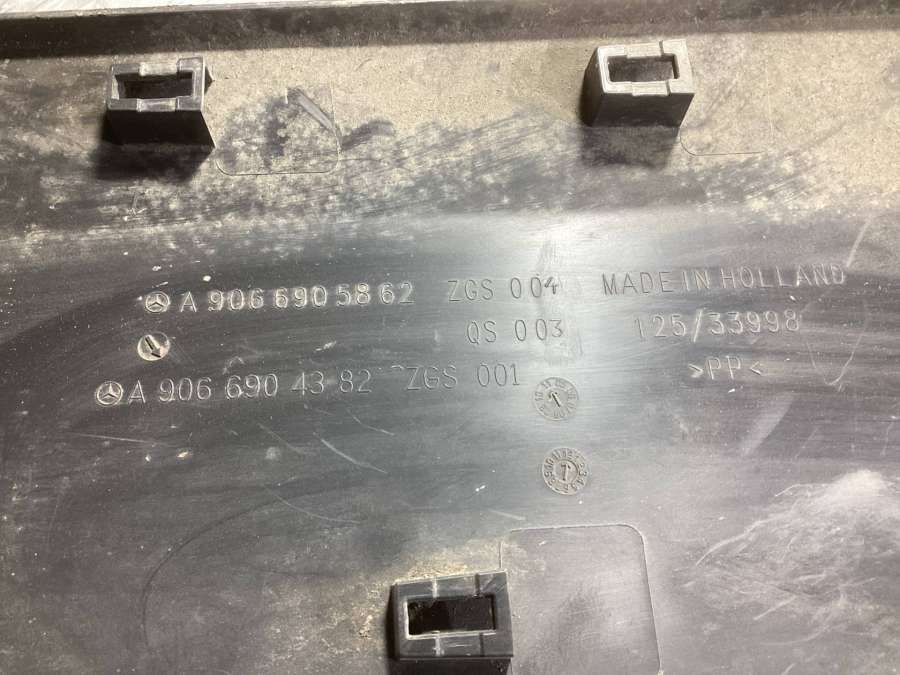 A 906 690 58 62 ZGS 004 MADE IN HOLLAND
QS 003 125/33998
A 906 690 43 82 ZGS 001 >PP<